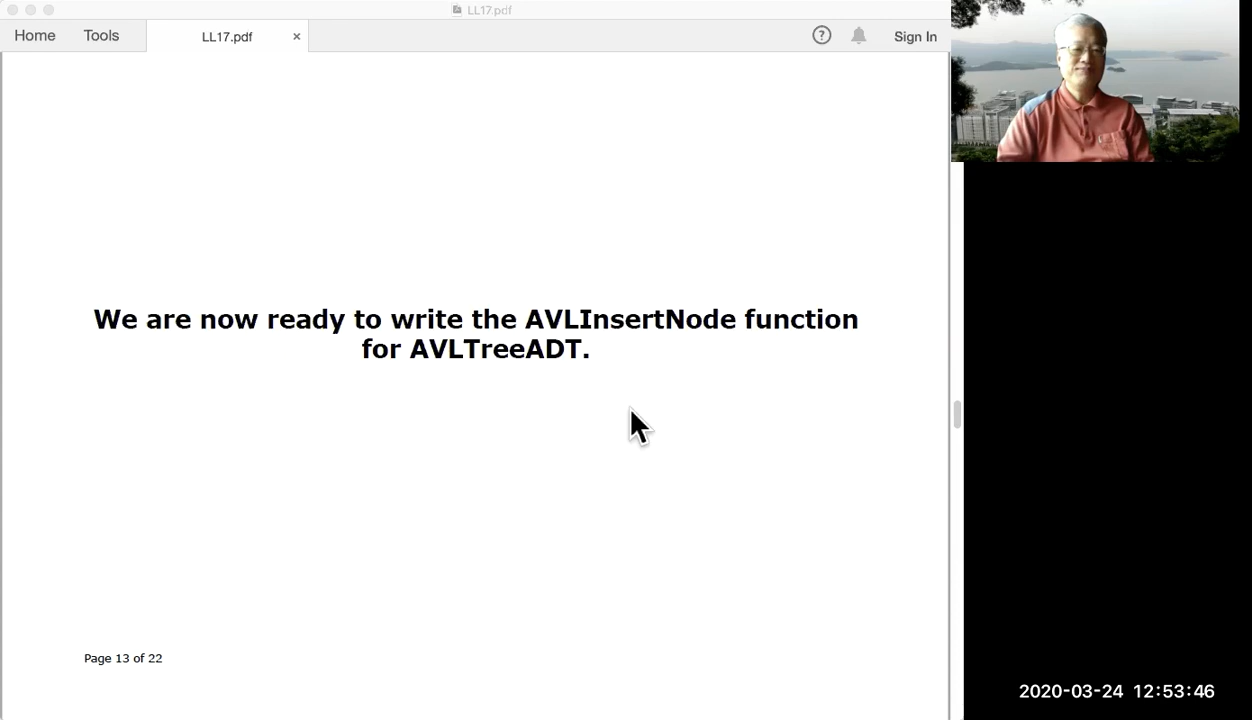 LL17.pdf
Home Tools LL17.pdf × ? Sign In
We are now ready to write the AVLInsertNode function
for AVLTreeADT.
Page 13 of 22
2020-03-24 12:53:46